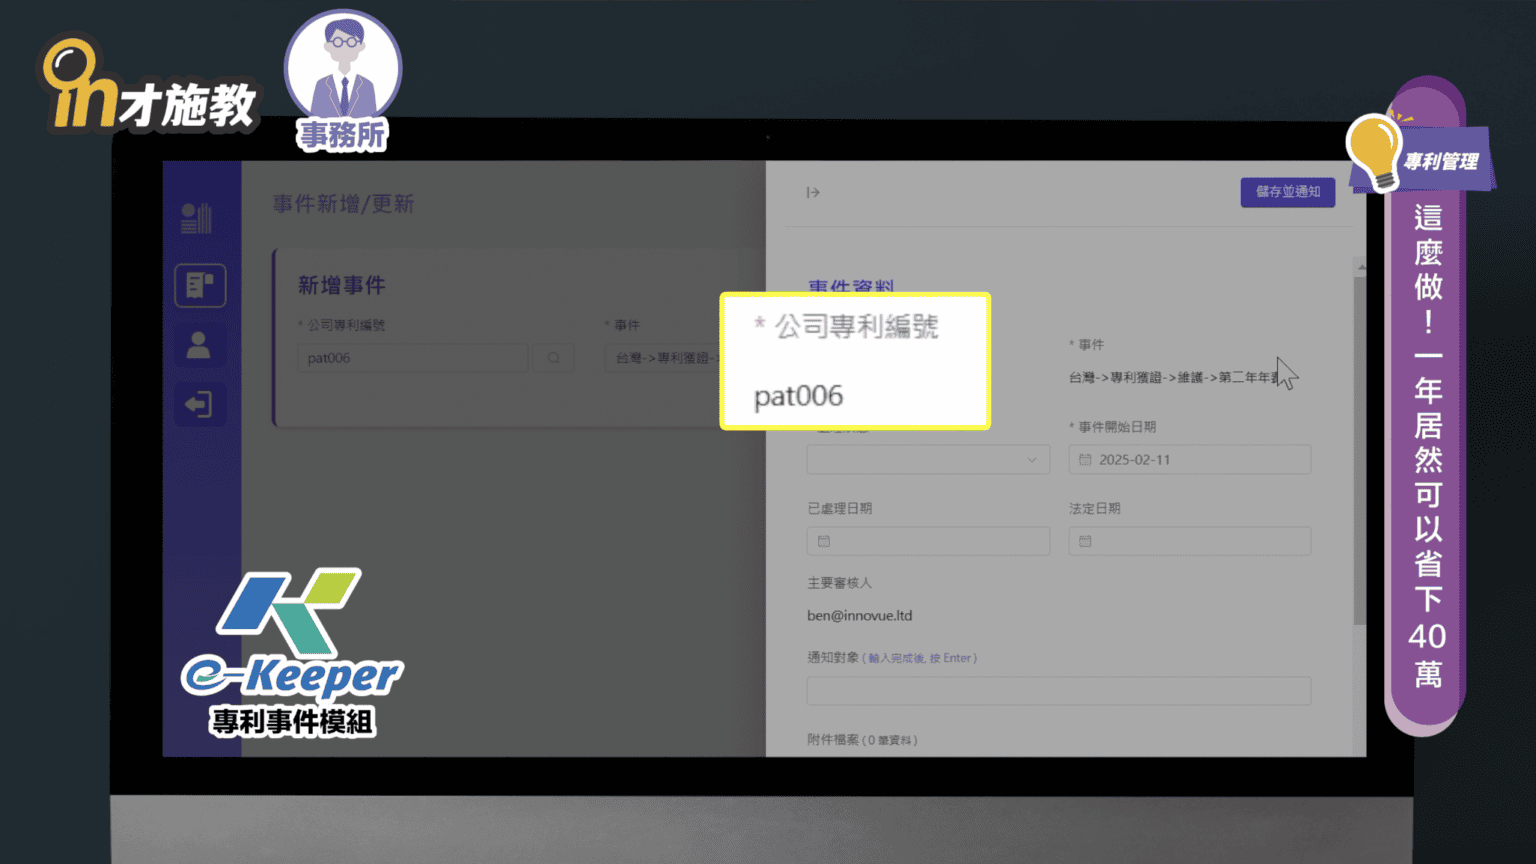 in才施教
事務所
專利管理
這麼做!一年居然可以省下40萬
事件新增/更新
儲存並通知
新增事件
* 公司專利編號
pat006
* 事件
台灣->專利獲證->
事件資料
* 公司專利編號
pat006
* 事件
台灣->專利獲證->維護->第二年年
* 事件開始日期
2025-02-11
已處理日期
法定日期
主要審核人
ben@innovue.ltd
通知對象 ( 輸入完成後, 按 Enter )
附件檔案 ( 0 筆資料 )
e-Keeper
專利事件模組